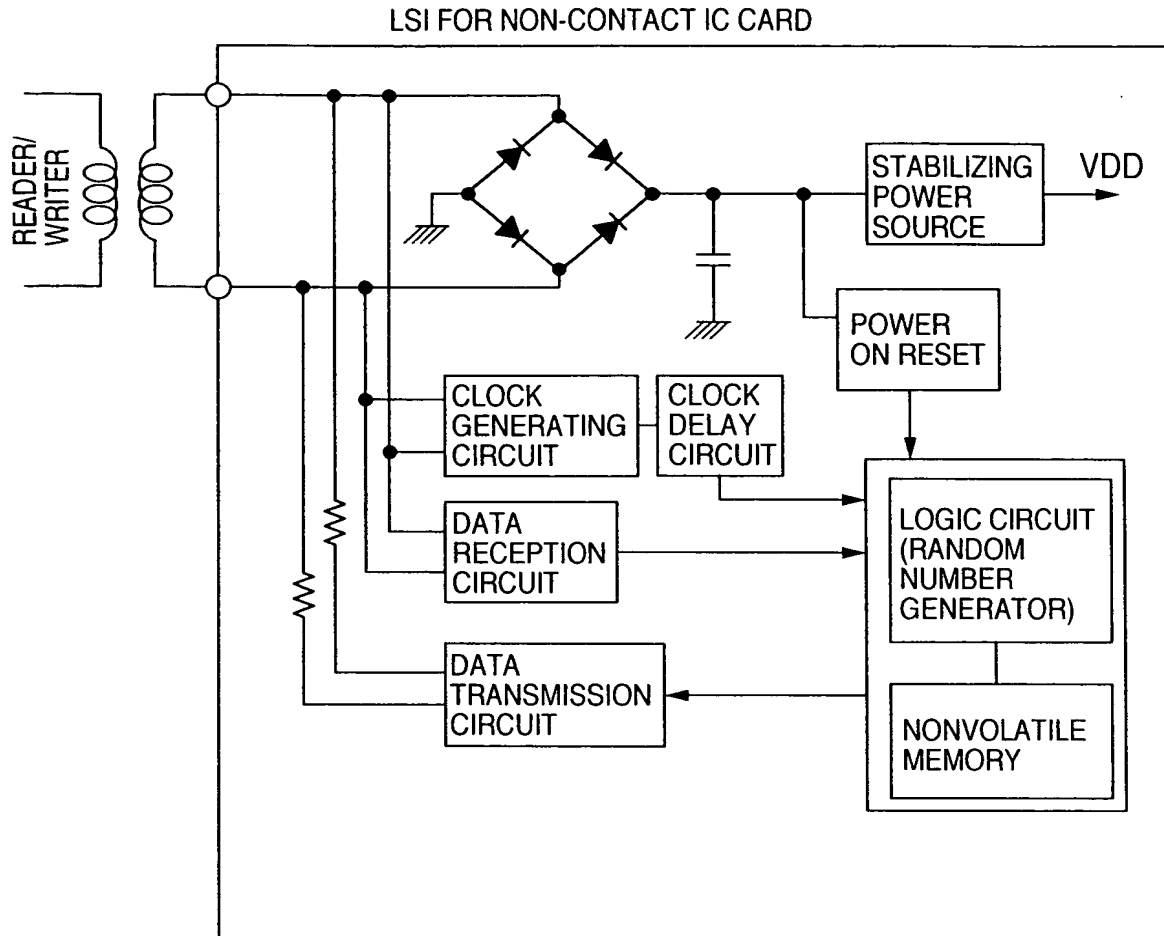 LSI FOR NON-CONTACT IC CARD
READER/
WRITER
STABILIZING
POWER
SOURCE
VDD
POWER
ON RESET
CLOCK
GENERATING
CIRCUIT
CLOCK
DELAY
CIRCUIT
DATA
RECEPTION
CIRCUIT
LOGIC CIRCUIT
(RANDOM
NUMBER
GENERATOR)
DATA
TRANSMISSION
CIRCUIT
NONVOLATILE
MEMORY